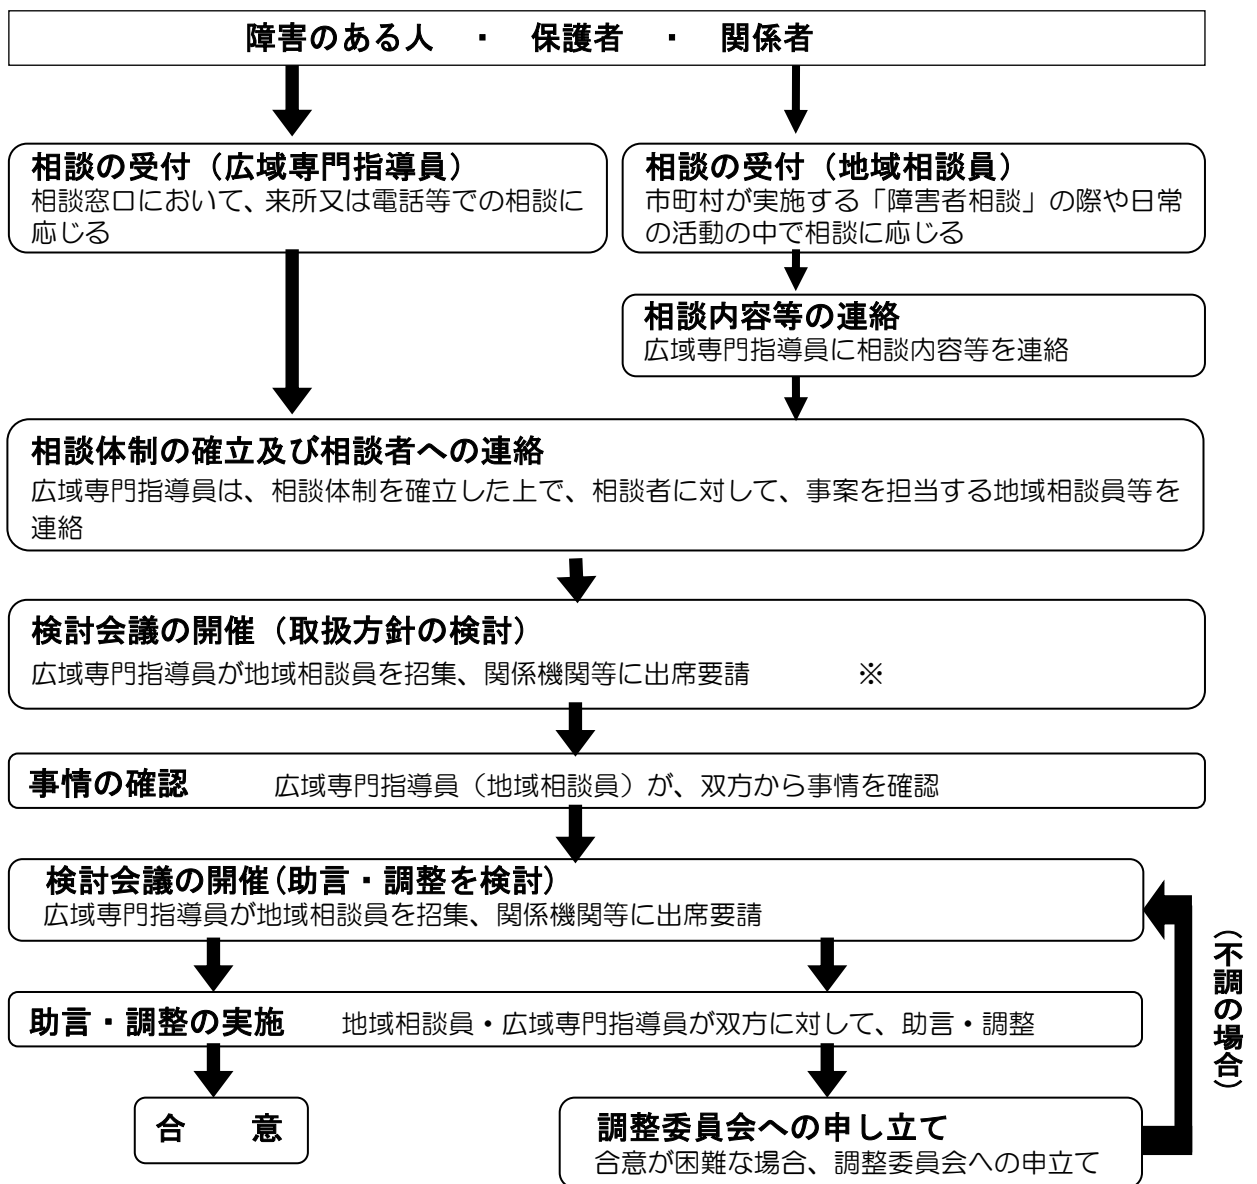 障害のある人 ・ 保護者 ・ 関係者
相談の受付（広域専門指導員）
相談窓口において、来所又は電話等での相談に
応じる
相談の受付（地域相談員）
市町村が実施する「障害者相談」の際や日常
の活動の中で相談に応じる
相談内容等の連絡
広域専門指導員に相談内容等を連絡
相談体制の確立及び相談者への連絡
広域専門指導員は、相談体制を確立した上で、相談者に対して、事案を担当する地域相談員等を
連絡
検討会議の開催（取扱方針の検討）
広域専門指導員が地域相談員を招集、関係機関等に出席要請 ※
事情の確認 広域専門指導員（地域相談員）が、双方から事情を確認
検討会議の開催(助言・調整を検討)
広域専門指導員が地域相談員を招集、関係機関等に出席要請
助言・調整の実施 地域相談員・広域専門指導員が双方に対して、助言・調整
合 意
調整委員会への申し立て
合意が困難な場合、調整委員会への申立て
（不調の場合）